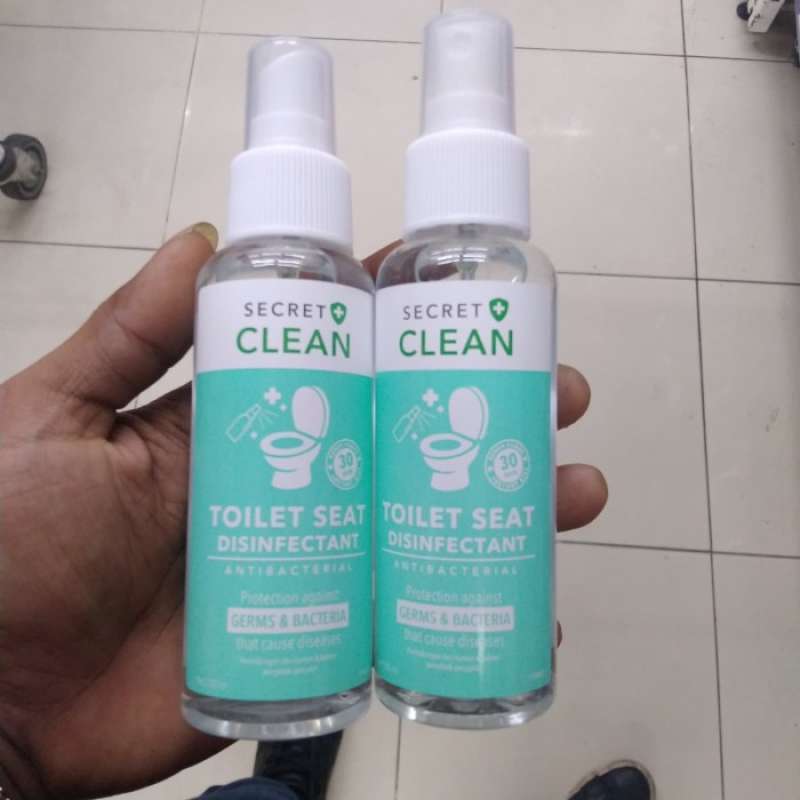 SECRET
CLEAN
30
TOILET SEAT
DISINFECTANT
ANTIBACTERIAL
Protection against
GERMS & BACTERIA
that cause diseases
SECRET
CLEAN
30
TOILET SEAT
DISINFECTANT
ANTIBACTERIAL
Protection against
GERMS & BACTERIA
that cause diseases